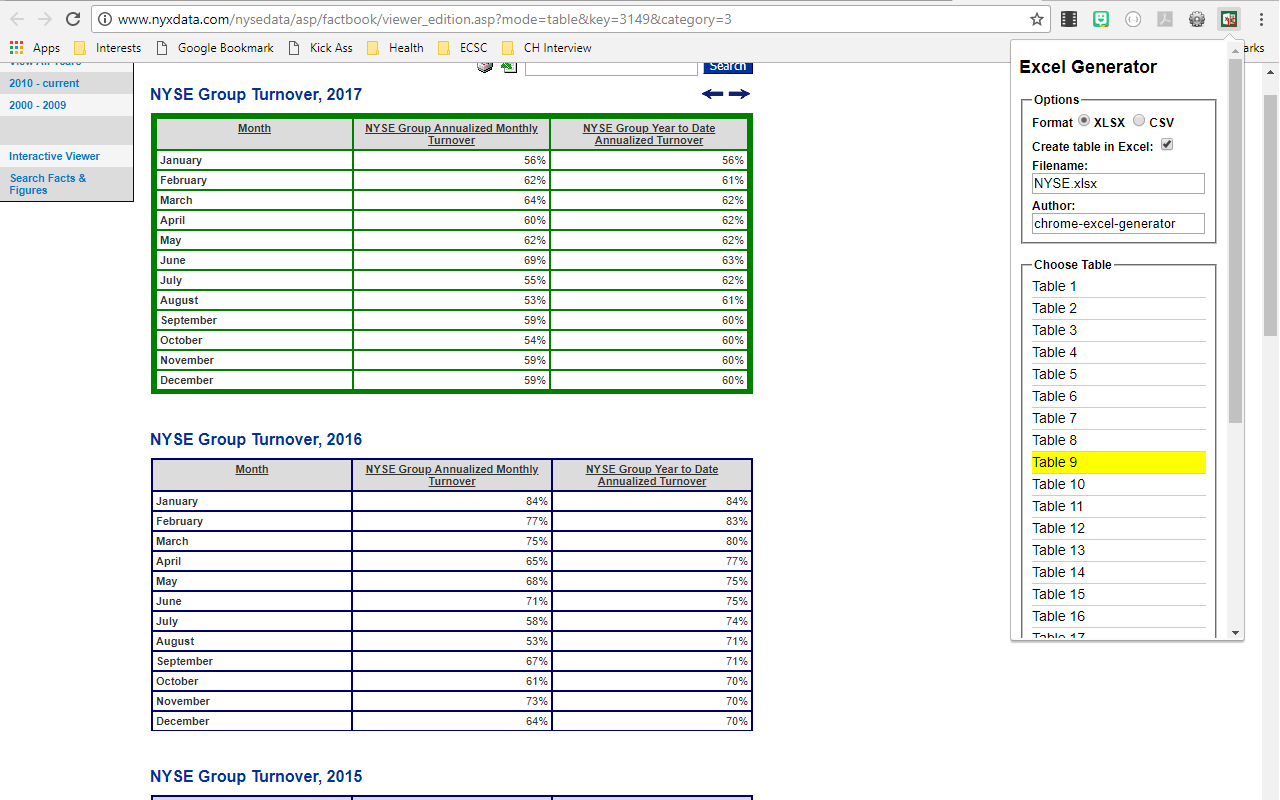 www.nyxdata.com/nysedata/asp/factbook/viewer_edition.asp?mode=table&key=3149&category=3
Apps Interests Google Bookmark Kick Ass Health ECSC CH Interview arks
View All Years
2010 - current
2000 - 2009
Interactive Viewer
Search Facts &
Figures
Search
NYSE Group Turnover, 2017
Month NYSE Group Annualized Monthly Turnover NYSE Group Year to Date Annualized Turnover
January 56% 56%
February 62% 61%
March 64% 62%
April 60% 62%
May 62% 62%
June 69% 63%
July 55% 62%
August 53% 61%
September 59% 60%
October 54% 60%
November 59% 60%
December 59% 60%
NYSE Group Turnover, 2016
Month NYSE Group Annualized Monthly Turnover NYSE Group Year to Date Annualized Turnover
January 84% 84%
February 77% 83%
March 75% 80%
April 65% 77%
May 68% 75%
June 71% 75%
July 58% 74%
August 53% 71%
September 67% 71%
October 61% 70%
November 73% 70%
December 64% 70%
NYSE Group Turnover, 2015
Excel Generator
Options
Format XLSX CSV
Create table in Excel:
Filename:
NYSE.xlsx
Author:
chrome-excel-generator
Choose Table
Table 1
Table 2
Table 3
Table 4
Table 5
Table 6
Table 7
Table 8
Table 9
Table 10
Table 11
Table 12
Table 13
Table 14
Table 15
Table 16
Table 17